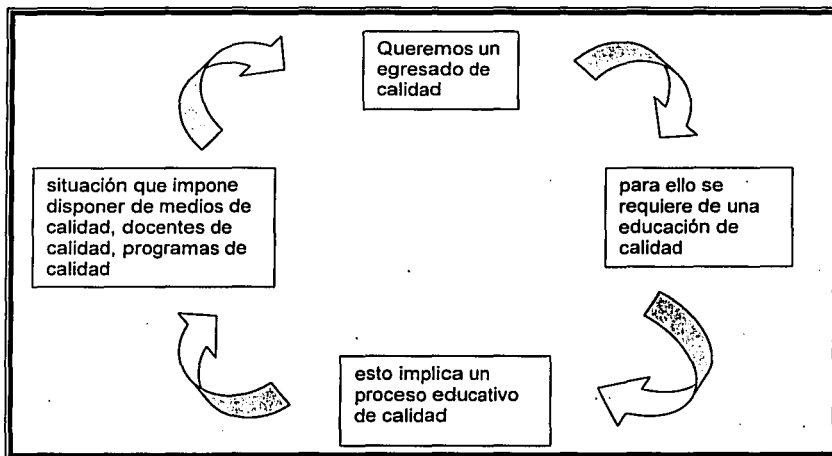 Queremos un
egresado de
calidad
para ello se
requiere de una
educación de
calidad
esto implica un
proceso educativo
de calidad
situación que impone
disponer de medios de
calidad, docentes de
calidad, programas de
calidad